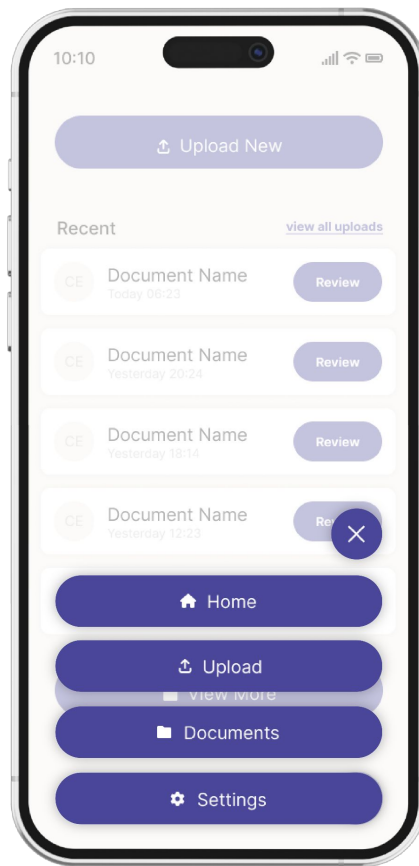 10:10
Upload New
Recent
view all uploads
CE
Document Name
Today 06:23
Review
CE
Document Name
Yesterday 20:24
Review
CE
Document Name
Yesterday 18:14
Review
CE
Document Name
Yesterday 12:23
Re
Home
Upload
View More
Documents
Settings